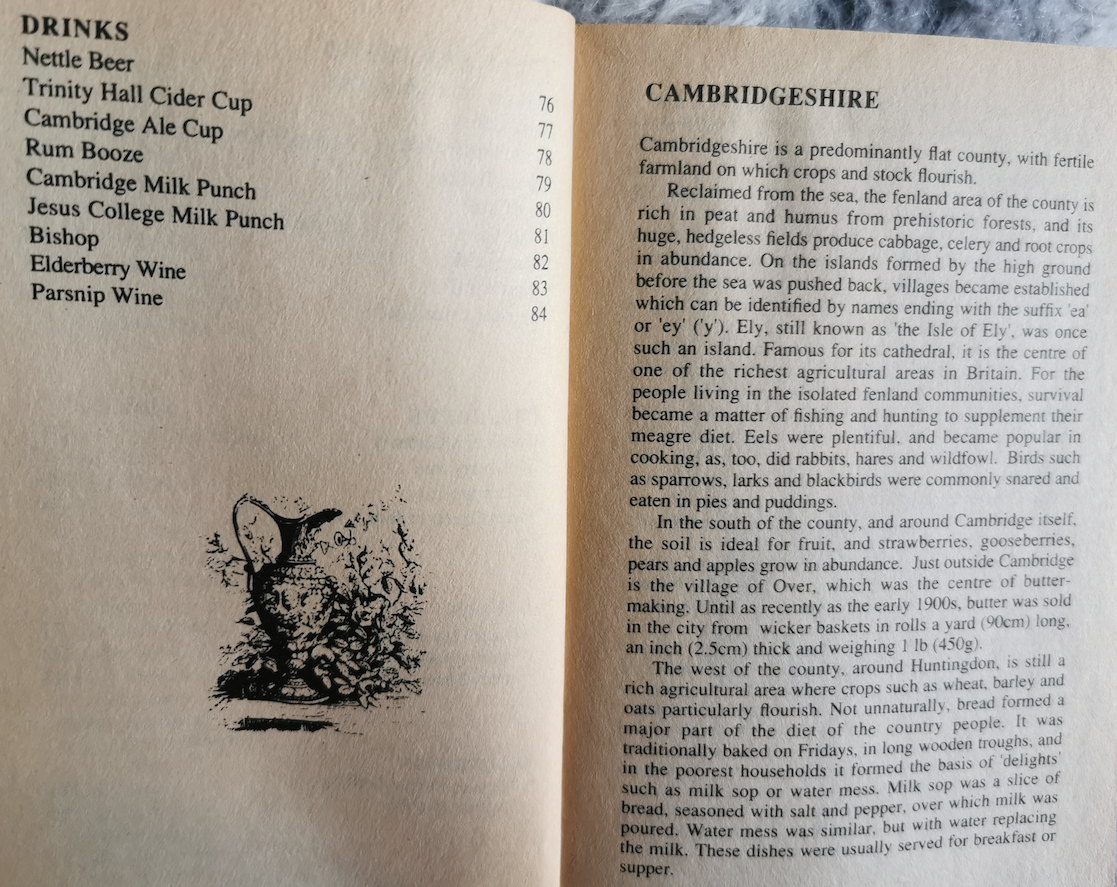 DRINKS
Nettle Beer 76
Trinity Hall Cider Cup 77
Cambridge Ale Cup 78
Rum Booze 79
Cambridge Milk Punch 80
Jesus College Milk Punch 81
Bishop 82
Elderberry Wine 83
Parsnip Wine 84
CAMBRIDGESHIRE
Cambridgeshire is a predominantly flat county, with fertile
farmland on which crops and stock flourish.
Reclaimed from the sea, the fenland area of the county is
rich in peat and humus from prehistoric forests, and its
huge, hedgeless fields produce cabbage, celery and root crops
in abundance. On the islands formed by the high ground
before the sea was pushed back, villages became established
which can be identified by names ending with the suffix 'ea'
or 'ey' ('y'). Ely, still known as 'the Isle of Ely', was once
such an island. Famous for its cathedral, it is the centre of
one of the richest agricultural areas in Britain. For the
people living in the isolated fenland communities, survival
became a matter of fishing and hunting to supplement their
meagre diet. Eels were plentiful, and became popular in
cooking, as, too, did rabbits, hares and wildfowl. Birds such
as sparrows, larks and blackbirds were commonly snared and
eaten in pies and puddings.
In the south of the county, and around Cambridge itself,
the soil is ideal for fruit, and strawberries, gooseberries,
pears and apples grow in abundance. Just outside Cambridge
is the village of Over, which was the centre of butter-
making. Until as recently as the early 1900s, butter was sold
in the city from wicker baskets in rolls a yard (90cm) long,
an inch (2.5cm) thick and weighing 1 lb (450g).
The west of the county, around Huntingdon, is still a
rich agricultural area where crops such as wheat, barley and
oats particularly flourish. Not unnaturally, bread formed a
major part of the diet of the country people. It was
traditionally baked on Fridays, in long wooden troughs, and
in the poorest households it formed the basis of 'delights'
such as milk sop or water mess. Milk sop was a slice of
bread, seasoned with salt and pepper, over which milk was
poured. Water mess was similar, but with water replacing
the milk. These dishes were usually served for breakfast or
supper.